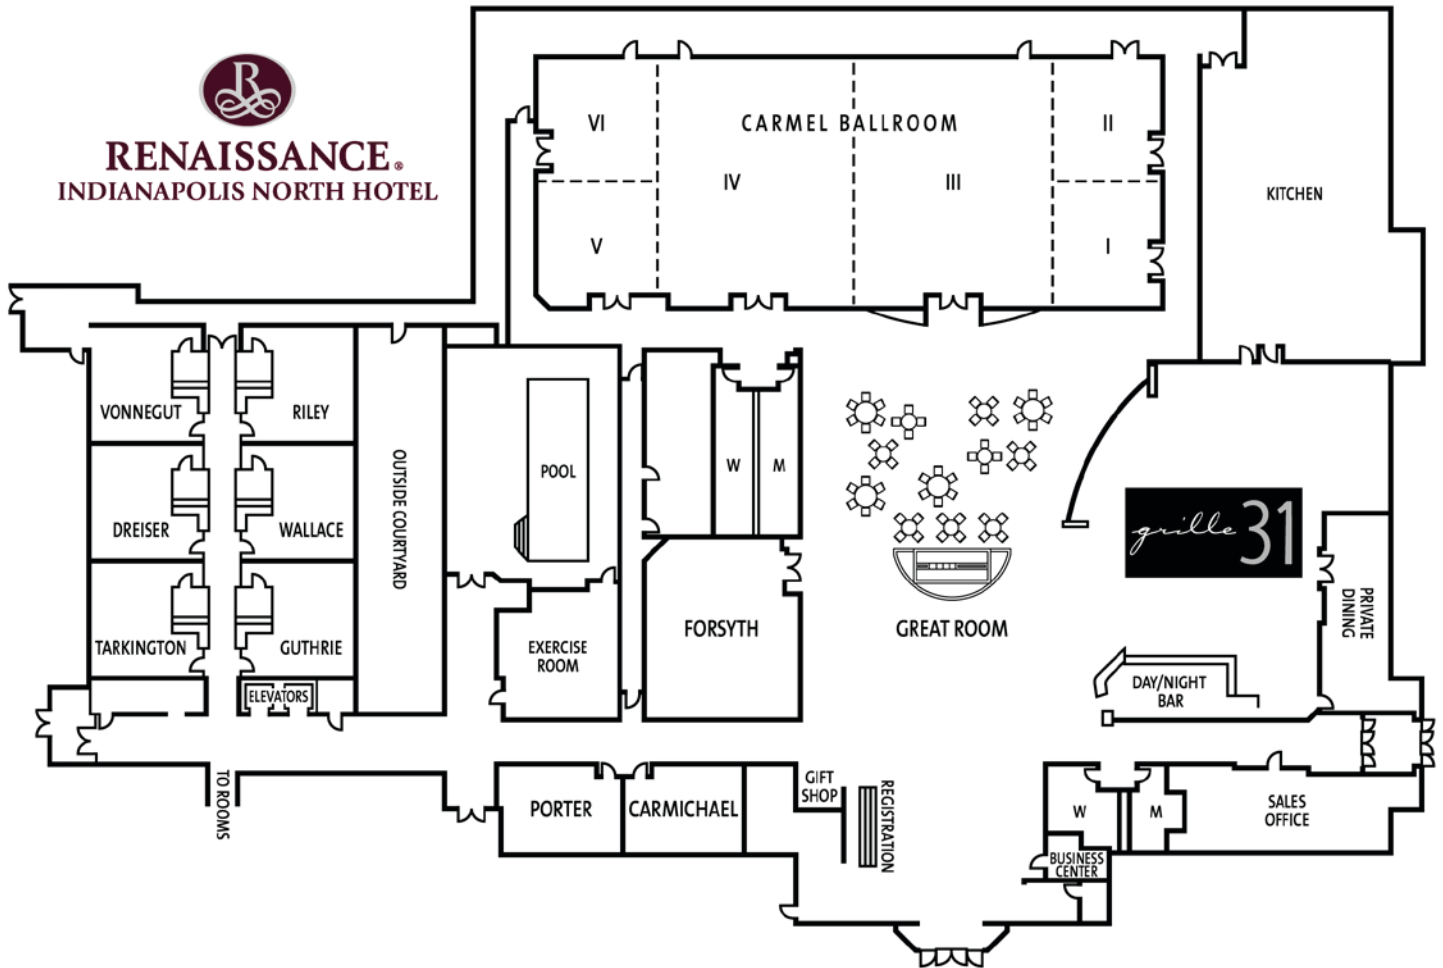 R
RENAISSANCE®
INDIANAPOLIS NORTH HOTEL
VI
CARMEL BALLROOM
II
IV
III
V
I
KITCHEN
VONNEGUT
RILEY
DREISER
WALLACE
TARKINGTON
GUTHRIE
ELEVATORS
OUTSIDE COURTYARD
POOL
EXERCISE
ROOM
W
M
FORSYTH
GREAT ROOM
grille 31
PRIVATE
DINING
DAY/NIGHT
BAR
TO ROOMS
PORTER
CARMICHAEL
GIFT
SHOP
REGISTRATION
W
M
BUSINESS
CENTER
SALES
OFFICE